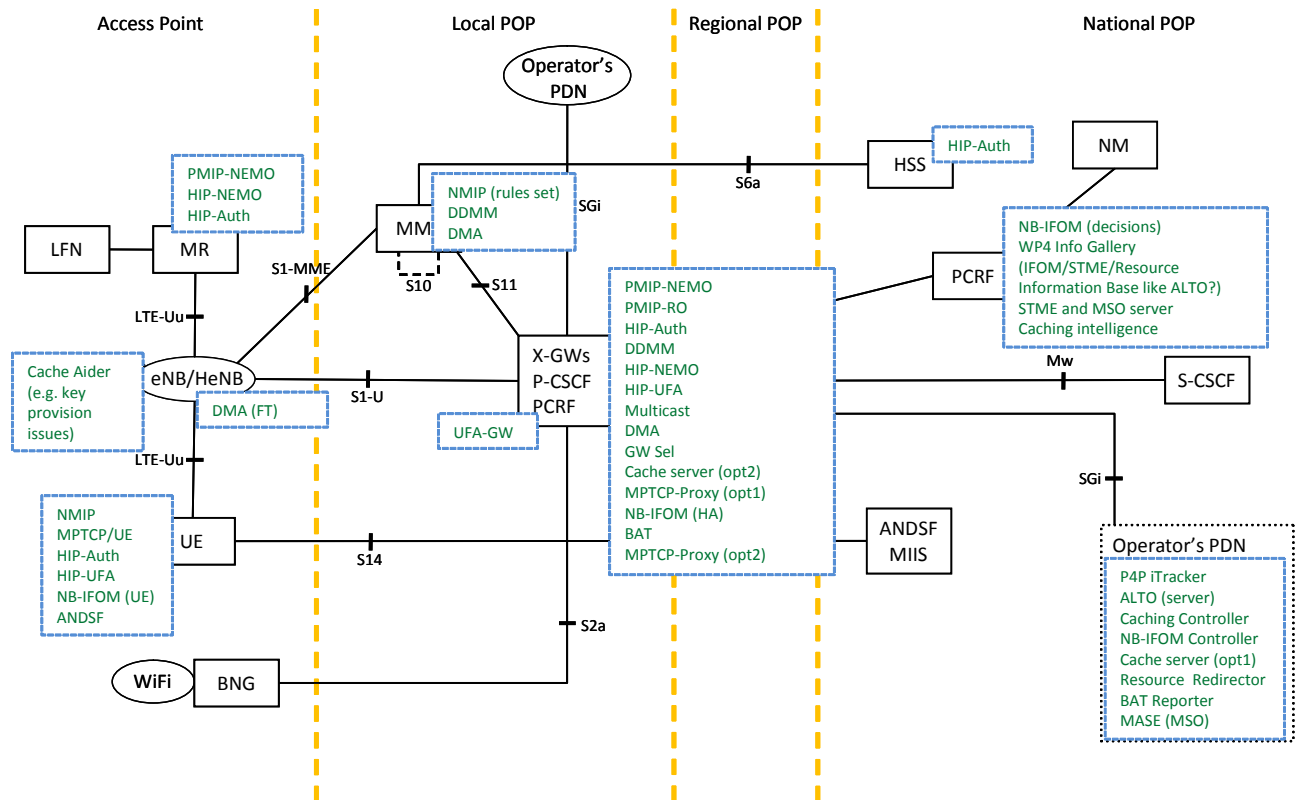 Access Point
Local POP
Regional POP
National POP
Operator's
PDN
HIP-Auth
NM
HSS
S6a
PMIP-NEMO
HIP-NEMO
HIP-Auth
NMIP (rules set)
DDMM
DMA
SGi
MM
LFN
MR
S1-MME
S10
S11
NB-IFOM (decisions)
WP4 Info Gallery
(IFOM/STME/Resource
Information Base like ALTO?)
STME and MSO server
Caching intelligence
PCRF
LTE-Uu
PMIP-NEMO
PMIP-RO
HIP-Auth
DDMM
HIP-NEMO
HIP-UFA
Multicast
DMA
GW Sel
Cache server (opt2)
MPTCP-Proxy (opt1)
NB-IFOM (HA)
BAT
MPTCP-Proxy (opt2)
X-GWs
P-CSCF
PCRF
UFA-GW
Cache Aider
(e.g. key
provision
issues)
eNB/HeNB
DMA (FT)
S1-U
Mw
S-CSCF
LTE-Uu
SGi
NMIP
MPTCP/UE
HIP-Auth
HIP-UFA
NB-IFOM (UE)
ANDSF
UE
S14
ANDSF
MIIS
Operator's PDN
P4P iTracker
ALTO (server)
Caching Controller
NB-IFOM Controller
Cache server (opt1)
Resource Redirector
BAT Reporter
MASE (MSO)
S2a
WiFi
BNG